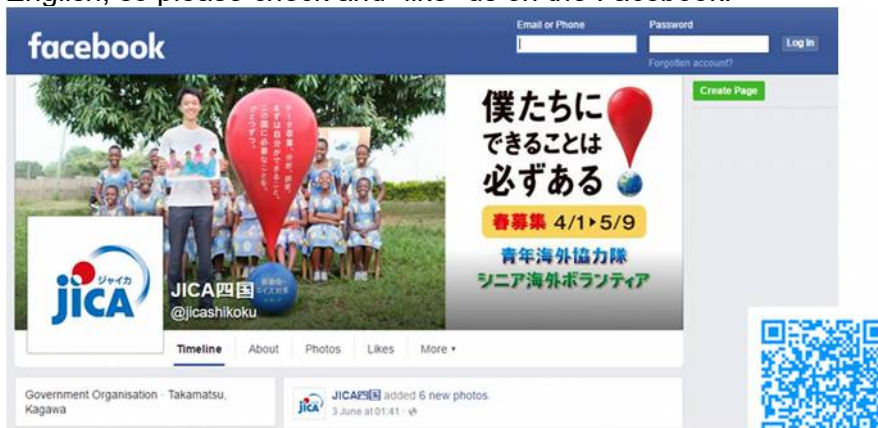 English, so please check and "like" us on the Facebook.
facebook
Email or Phone
Password
Log In
Forgotten account?
Create Page
僕たちに
できることは
必ずある
春募集 4/1▶5/9
青年海外協力隊
シニア海外ボランティア
ジャイカ
JICA
JICA四国
@jicashikoku
Timeline About Photos Likes More
Government Organisation · Takamatsu,
Kagawa
JICA四国 added 6 new photos.
3 June at 01:41 ·